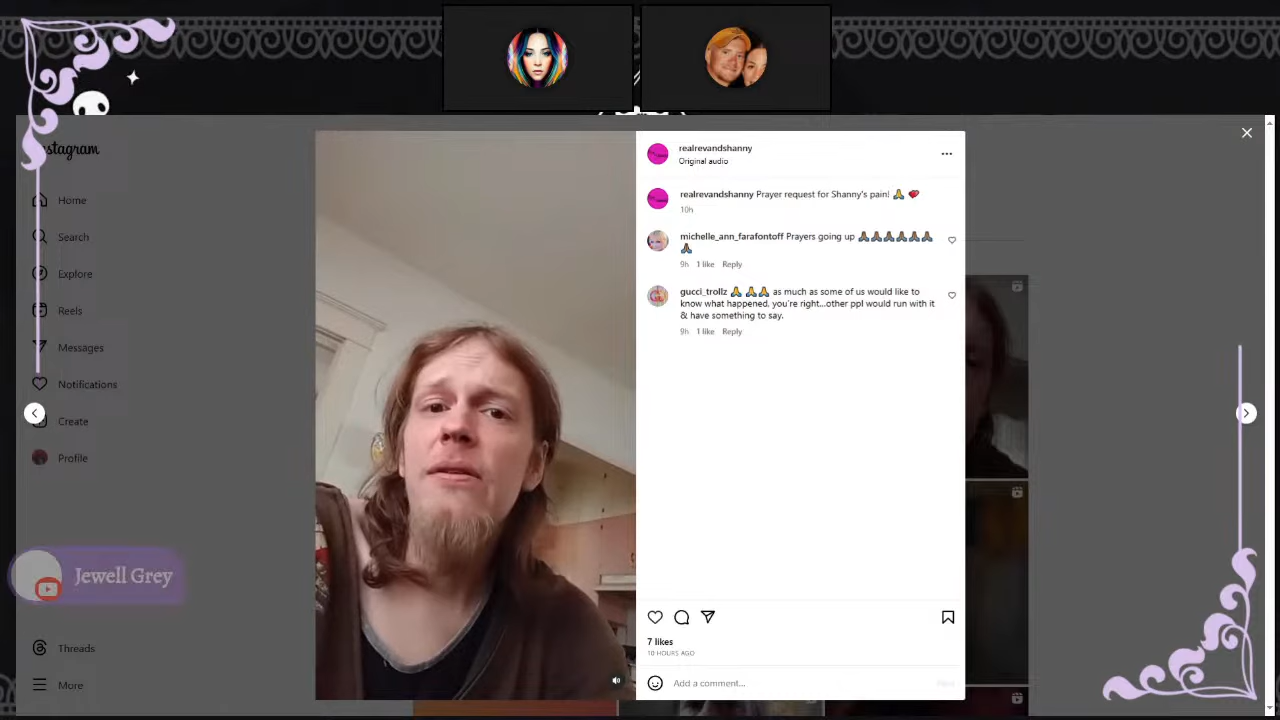 stagram
Home
Search
Explore
Reels
Messages
Notifications
Create
Profile
Jewell Grey
Threads
More
realrevandshanny
Original audio
realrevandshanny Prayer request for Shanny's pain! 🙏 💝
10h
michelle_ann_farafontoff Prayers going up 🙏🙏🙏🙏🙏🙏
🙏
9h 1 like Reply
gucci_trollz 🙏 🙏🙏 as much as some of us would like to
know what happened, you're right...other ppl would run with it
& have something to say.
9h 1 like Reply
7 likes
10 HOURS AGO
Add a comment...